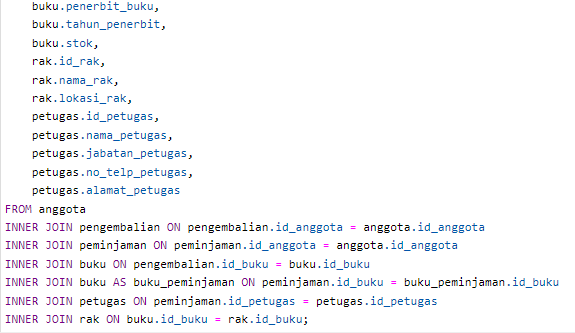 buku.penerbit_buku,
buku.tahun_penerbit,
buku.stok,
rak.id_rak,
rak.nama_rak,
rak.lokasi_rak,
petugas.id_petugas,
petugas.nama_petugas,
petugas.jabatan_petugas,
petugas.no_telp_petugas,
petugas.alamat_petugas
FROM anggota
INNER JOIN pengembalian ON pengembalian.id_anggota = anggota.id_anggota
INNER JOIN peminjaman ON peminjaman.id_anggota = anggota.id_anggota
INNER JOIN buku ON pengembalian.id_buku = buku.id_buku
INNER JOIN buku AS buku_peminjaman ON peminjaman.id_buku = buku_peminjaman.id_buku
INNER JOIN petugas ON peminjaman.id_petugas = petugas.id_petugas
INNER JOIN rak ON buku.id_buku = rak.id_buku;